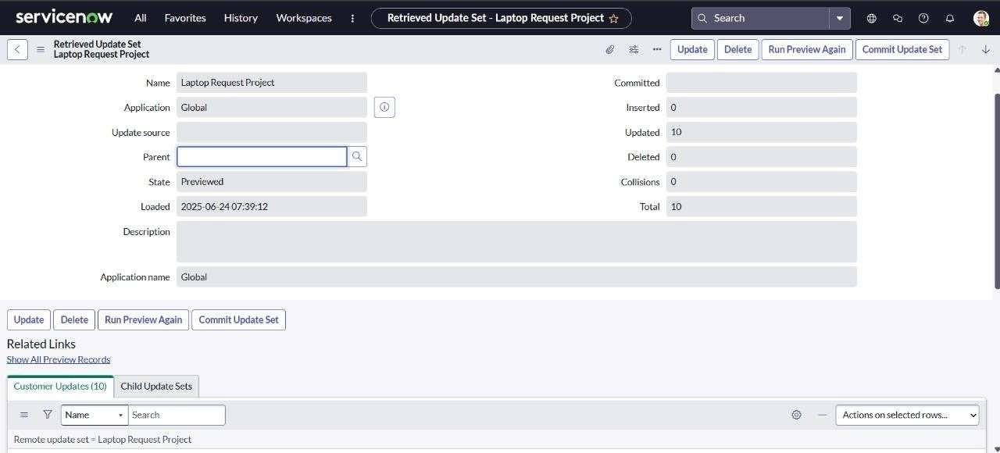 servicenow All Favorites History Workspaces Retrieved Update Set - Laptop Request Project Search
Retrieved Update Set
Laptop Request Project
Update Delete Run Preview Again Commit Update Set
Name Laptop Request Project
Application Global
Update source
Parent
State Previewed
Loaded 2025-06-24 07:39:12
Committed
Inserted 0
Updated 10
Deleted 0
Collisions 0
Total 10
Description
Application name Global
Update Delete Run Preview Again Commit Update Set
Related Links
Show All Preview Records
Customer Updates (10) Child Update Sets
Name Search Actions on selected rows...
Remote update set = Laptop Request Project